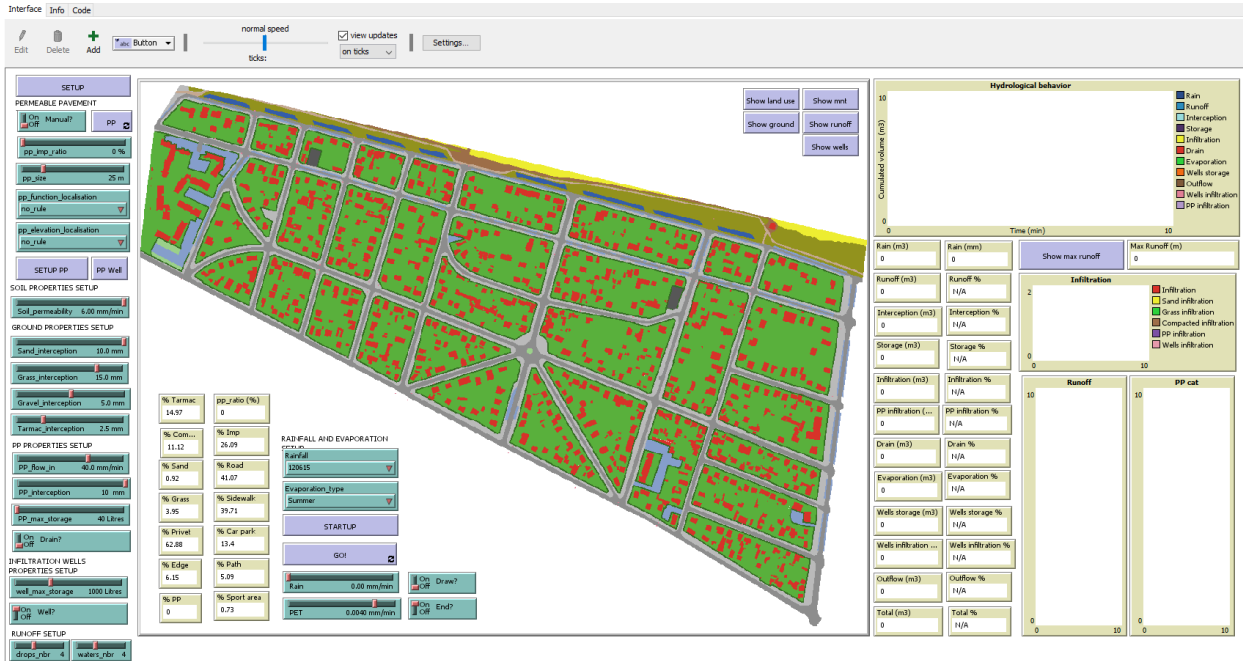 Interface Info Code
Edit Delete Add Button
normal speed
ticks:
view updates
on ticks
Settings...
SETUP
PERMEABLE PAVEMENT
On
Off
Manual?
PP
pp_imp_ratio 0 %
pp_size 25 m
pp_function_localisation
no_rule
pp_elevation_localisation
no_rule
SETUP PP
PP Well
SOIL PROPERTIES SETUP
Soil_permeability 6.00 mm/min
GROUND PROPERTIES SETUP
Sand_interception 10.0 mm
Grass_interception 15.0 mm
Gravel_interception 5.0 mm
Tarmac_interception 2.5 mm
PP PROPERTIES SETUP
PP_flow_in 40.0 mm/min
PP_interception 10 mm
PP_max_storage 40 Litres
On
Off
Drain?
INFILTRATION WELLS
PROPERTIES SETUP
well_max_storage 1000 Litres
On
Off
Well?
RUNOFF SETUP
drops_nbr 4
waters_nbr 4
Show land use
Show mnt
Show ground
Show runoff
Show wells
% Tarmac
14.97
pp_ratio (%)
0
% Com...
11.12
% Imp
26.09
% Sand
0.92
% Road
41.07
% Grass
3.95
% Sidewalk
39.71
% Privet
62.88
% Car park
13.4
% Edge
6.15
% Path
5.09
% PP
0
% Sport area
0.73
RAINFALL AND EVAPORATION
SETUP
Rainfall
120615
Evaporation_type
Summer
STARTUP
GO!
Rain 0.00 mm/min
PET 0.0040 mm/min
On
Off
Draw?
On
Off
End?
Hydrological behavior
Cumulated volume (m3)
10
0
0
Time (min)
10
Rain
Runoff
Interception
Storage
Infiltration
Drain
Evaporation
Wells storage
Outflow
Wells infiltration
PP infiltration
Rain (m3)
0
Rain (mm)
0
Show max runoff
Max Runoff (m)
0
Runoff (m3)
0
Runoff %
N/A
Interception (m3)
0
Interception %
N/A
Storage (m3)
0
Storage %
N/A
Infiltration (m3)
0
Infiltration %
N/A
PP infiltration (...
0
PP infiltration %
N/A
Drain (m3)
0
Drain %
N/A
Evaporation (m3)
0
Evaporation %
N/A
Wells storage (m3)
0
Wells storage %
N/A
Wells infiltration ...
0
Wells infiltration %
N/A
Outflow (m3)
0
Outflow %
N/A
Total (m3)
0
Total %
N/A
Infiltration
2
0
0
10
Infiltration
Sand infiltration
Grass infiltration
Compacted infiltration
PP infiltration
Wells infiltration
Runoff
10
0
0
10
PP cat
10
0
0
10